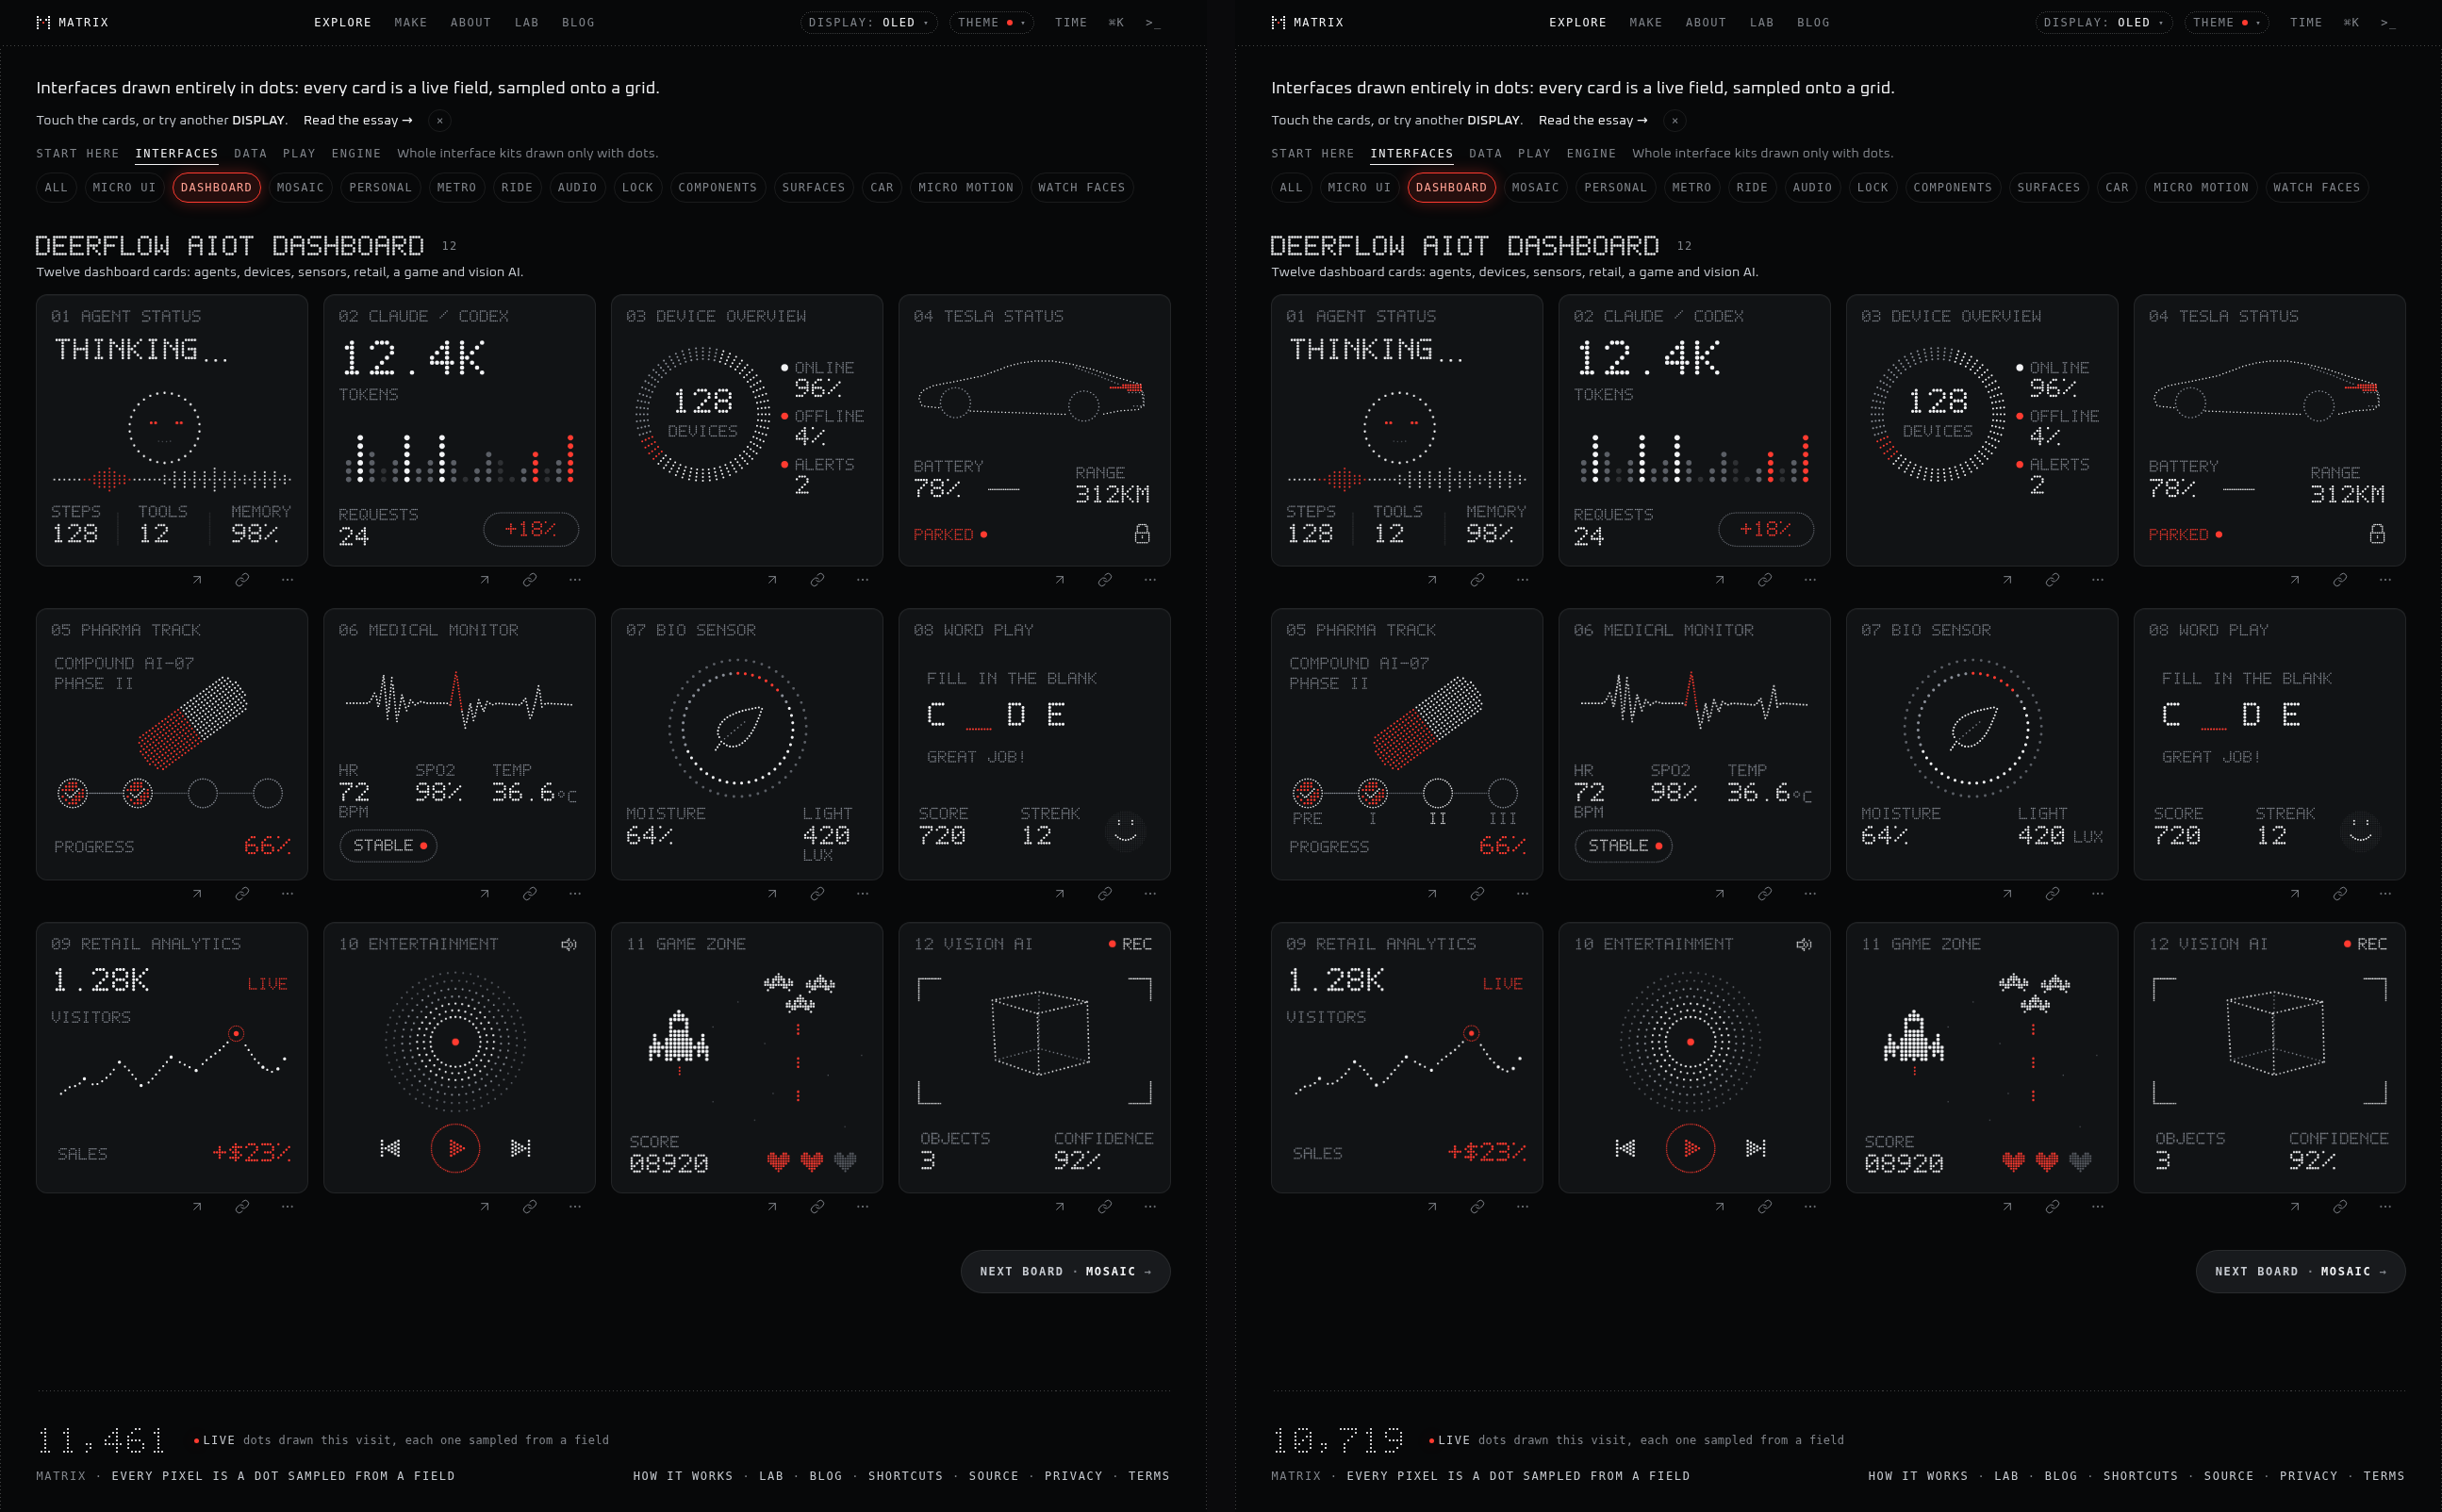 MATRIX EXPLORE MAKE ABOUT LAB BLOG DISPLAY: OLED THEME TIME ⌘K >_
Interfaces drawn entirely in dots: every card is a live field, sampled onto a grid.
Touch the cards, or try another DISPLAY. Read the essay → ×
START HERE INTERFACES DATA PLAY ENGINE Whole interface kits drawn only with dots.
ALL MICRO UI DASHBOARD MOSAIC PERSONAL METRO RIDE AUDIO LOCK COMPONENTS SURFACES CAR MICRO MOTION WATCH FACES
DEERFLOW AIOT DASHBOARD 12
Twelve dashboard cards: agents, devices, sensors, retail, a game and vision AI.
01 AGENT STATUS
THINKING...
STEPS TOOLS MEMORY
128 12 98%
02 CLAUDE / CODEX
12.4K
TOKENS
REQUESTS
24 +18%
03 DEVICE OVERVIEW
128
DEVICES
ONLINE
96%
OFFLINE
4%
ALERTS
2
04 TESLA STATUS
BATTERY RANGE
78% 312KM
PARKED
05 PHARMA TRACK
COMPOUND AI-07
PHASE II
PROGRESS 66%
06 MEDICAL MONITOR
HR SPO2 TEMP
72 98% 36.6°C
BPM
STABLE
07 BIO SENSOR
MOISTURE LIGHT
64% 420
LUX
08 WORD PLAY
FILL IN THE BLANK
C _ D E
GREAT JOB!
SCORE STREAK
720 12
09 RETAIL ANALYTICS
1.28K LIVE
VISITORS
SALES +$23%
10 ENTERTAINMENT
11 GAME ZONE
SCORE
08920
12 VISION AI REC
OBJECTS CONFIDENCE
3 92%
NEXT BOARD · MOSAIC →
11,461 LIVE dots drawn this visit, each one sampled from a field
MATRIX · EVERY PIXEL IS A DOT SAMPLED FROM A FIELD HOW IT WORKS · LAB · BLOG · SHORTCUTS · SOURCE · PRIVACY · TERMS
MATRIX EXPLORE MAKE ABOUT LAB BLOG DISPLAY: OLED THEME TIME ⌘K >_
Interfaces drawn entirely in dots: every card is a live field, sampled onto a grid.
Touch the cards, or try another DISPLAY. Read the essay → ×
START HERE INTERFACES DATA PLAY ENGINE Whole interface kits drawn only with dots.
ALL MICRO UI DASHBOARD MOSAIC PERSONAL METRO RIDE AUDIO LOCK COMPONENTS SURFACES CAR MICRO MOTION WATCH FACES
DEERFLOW AIOT DASHBOARD 12
Twelve dashboard cards: agents, devices, sensors, retail, a game and vision AI.
01 AGENT STATUS
THINKING...
STEPS TOOLS MEMORY
128 12 98%
02 CLAUDE / CODEX
12.4K
TOKENS
REQUESTS
24 +18%
03 DEVICE OVERVIEW
128
DEVICES
ONLINE
96%
OFFLINE
4%
ALERTS
2
04 TESLA STATUS
BATTERY RANGE
78% 312KM
PARKED
05 PHARMA TRACK
COMPOUND AI-07
PHASE II
PRE I II III
PROGRESS 66%
06 MEDICAL MONITOR
HR SPO2 TEMP
72 98% 36.6°C
BPM
STABLE
07 BIO SENSOR
MOISTURE LIGHT
64% 420 LUX
08 WORD PLAY
FILL IN THE BLANK
C _ D E
GREAT JOB!
SCORE STREAK
720 12
09 RETAIL ANALYTICS
1.28K LIVE
VISITORS
SALES +$23%
10 ENTERTAINMENT
11 GAME ZONE
SCORE
08920
12 VISION AI REC
OBJECTS CONFIDENCE
3 92%
NEXT BOARD · MOSAIC →
10,719 LIVE dots drawn this visit, each one sampled from a field
MATRIX · EVERY PIXEL IS A DOT SAMPLED FROM A FIELD HOW IT WORKS · LAB · BLOG · SHORTCUTS · SOURCE · PRIVACY · TERMS